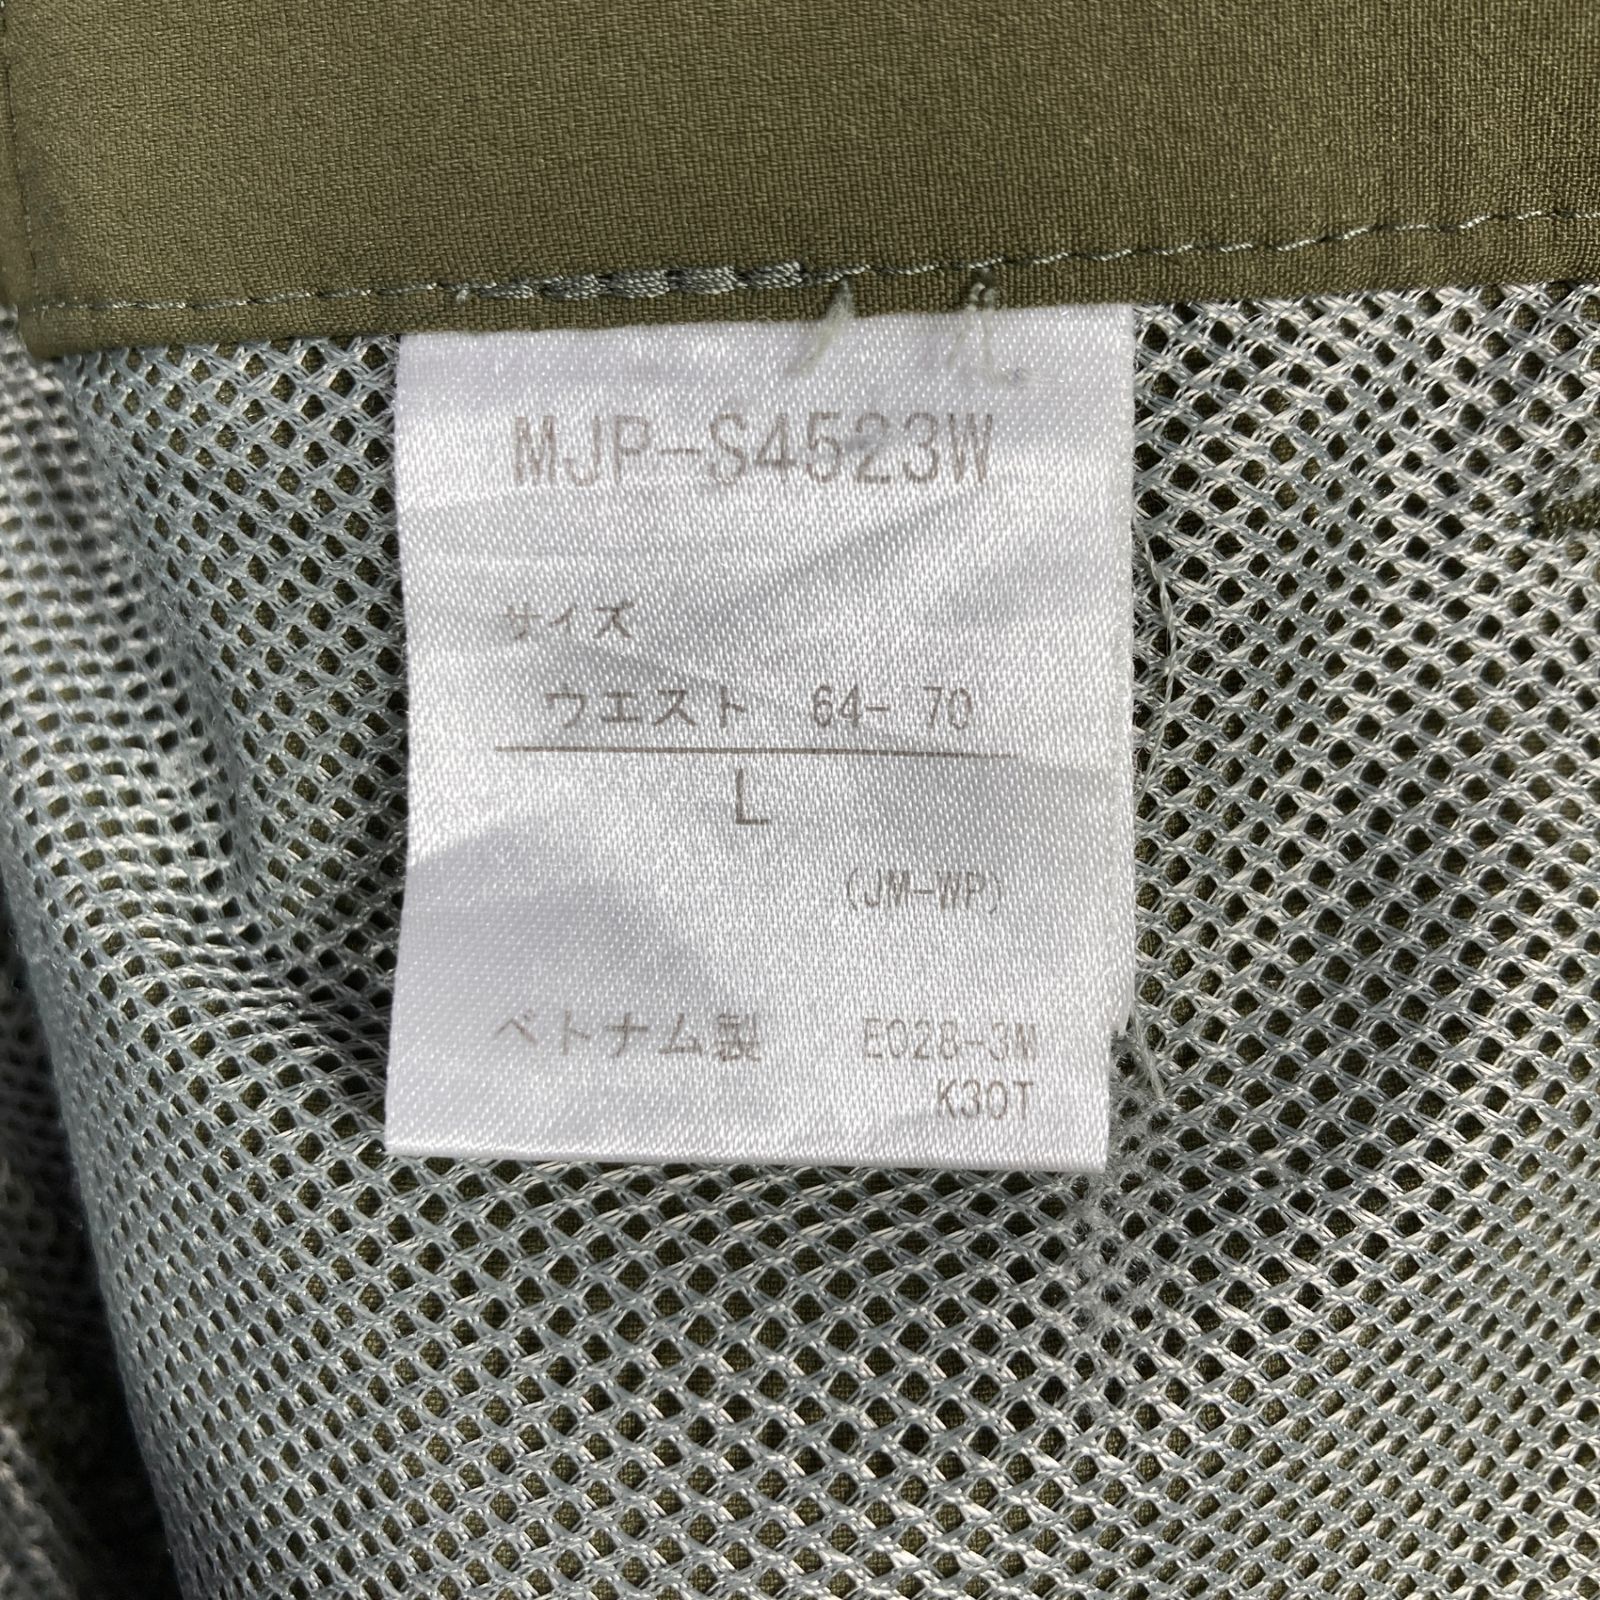 MJP-S4523W
サイズ
ウエスト 64- 70
L
(JM-WP)
ベトナム製 E028-3N
K30T